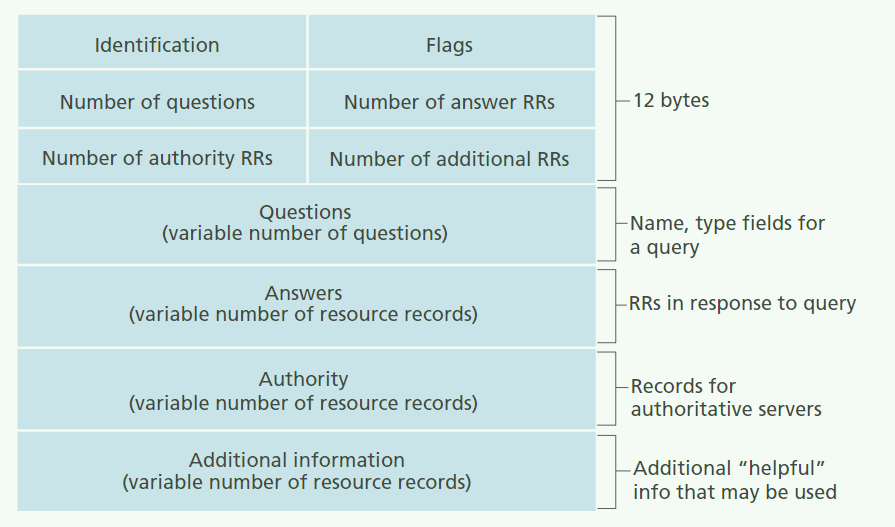 Identification
Flags
Number of questions
Number of answer RRs
12 bytes
Number of authority RRs
Number of additional RRs
Questions
(variable number of questions)
Name, type fields for
a query
Answers
(variable number of resource records)
RRs in response to query
Authority
(variable number of resource records)
Records for
authoritative servers
Additional information
(variable number of resource records)
Additional “helpful”
info that may be used